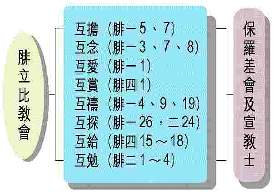 腓立比教會
互擔（腓一5、7）
互念（腓一3、7、8）
互愛（腓一1）
互賞（腓四1）
互禱（腓一4、9、19）
互探（腓一26，二24）
互給（腓四15～18）
互勉（腓二1～4）
保羅差會及宣教士